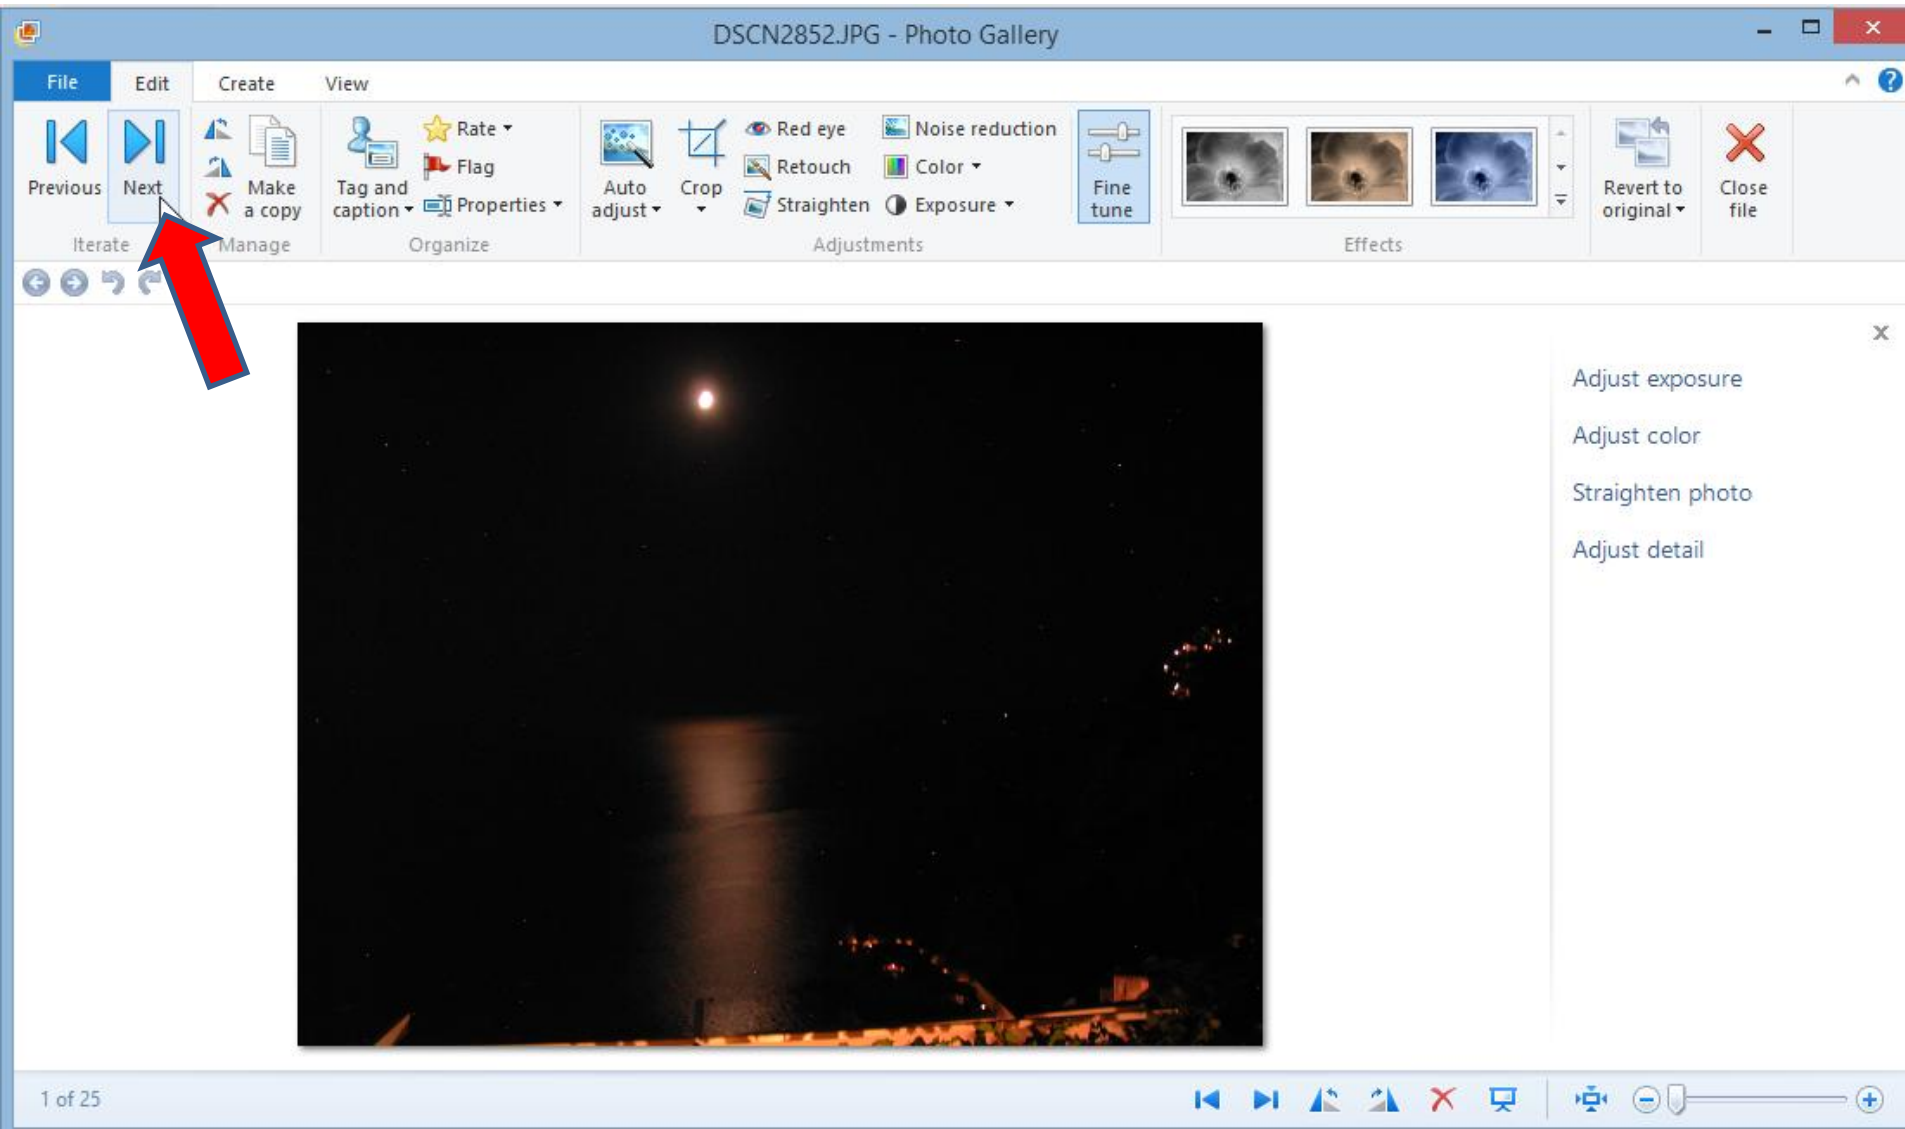 DSCN2852.JPG - Photo Gallery
File Edit Create View
Previous Next Make a copy Tag and caption Rate Flag Properties Auto adjust Crop Red eye Retouch Straighten Noise reduction Color Exposure Fine tune Revert to original Close file
Iterate Manage Organize Adjustments Effects
Adjust exposure
Adjust color
Straighten photo
Adjust detail
1 of 25